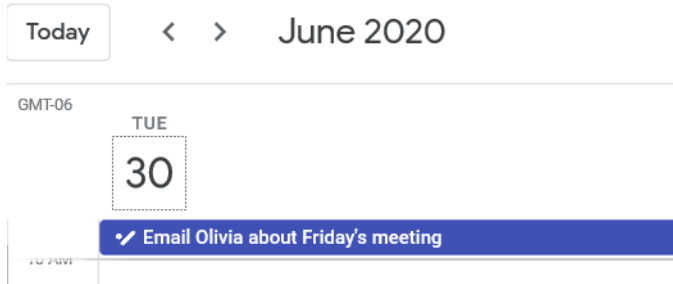 Today
June 2020
GMT-06
TUE
30
Email Olivia about Friday's meeting